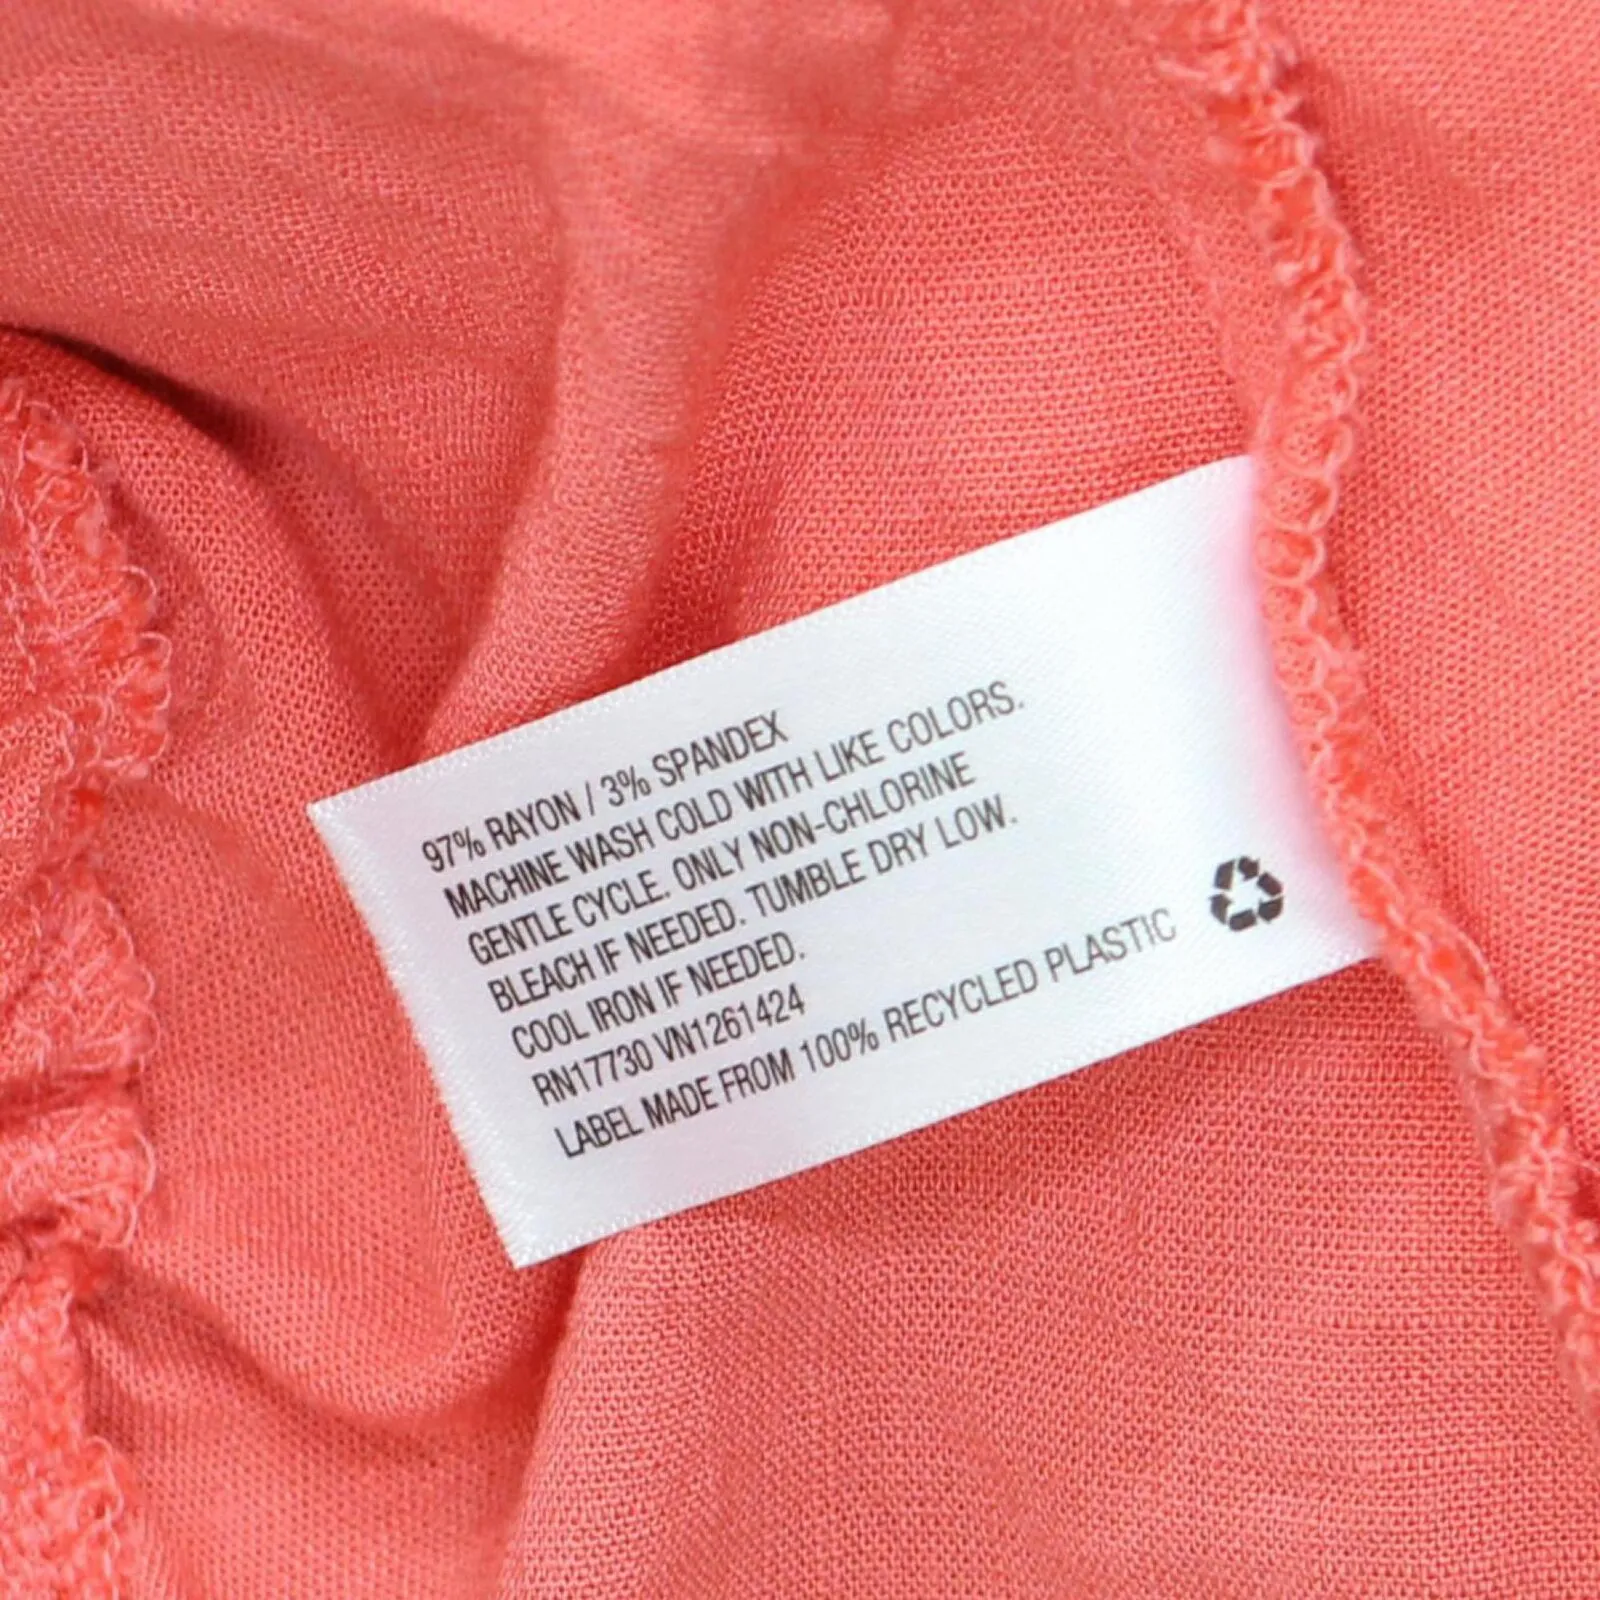 97% RAYON / 3% SPANDEX
MACHINE WASH COLD WITH LIKE COLORS.
GENTLE CYCLE. ONLY NON-CHLORINE
BLEACH IF NEEDED. TUMBLE DRY LOW.
COOL IRON IF NEEDED.
RN17730 VN1261424
LABEL MADE FROM 100% RECYCLED PLASTIC